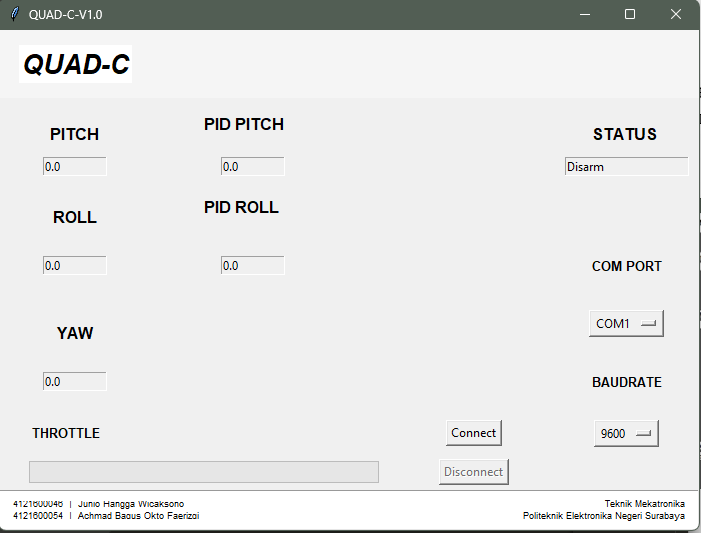 QUAD-C-V1.0
QUAD-C
PITCH
PID PITCH
STATUS
0.0
0.0
Disarm
ROLL
PID ROLL
0.0
0.0
COM PORT
COM1
YAW
0.0
BAUDRATE
THROTTLE
Connect
9600
Disconnect
4121600046 | Junio Hangga Wicaksono
Teknik Mekatronika
4121600054 | Achmad Bagus Okto Faerizqi
Politeknik Elektronika Negeri Surabaya